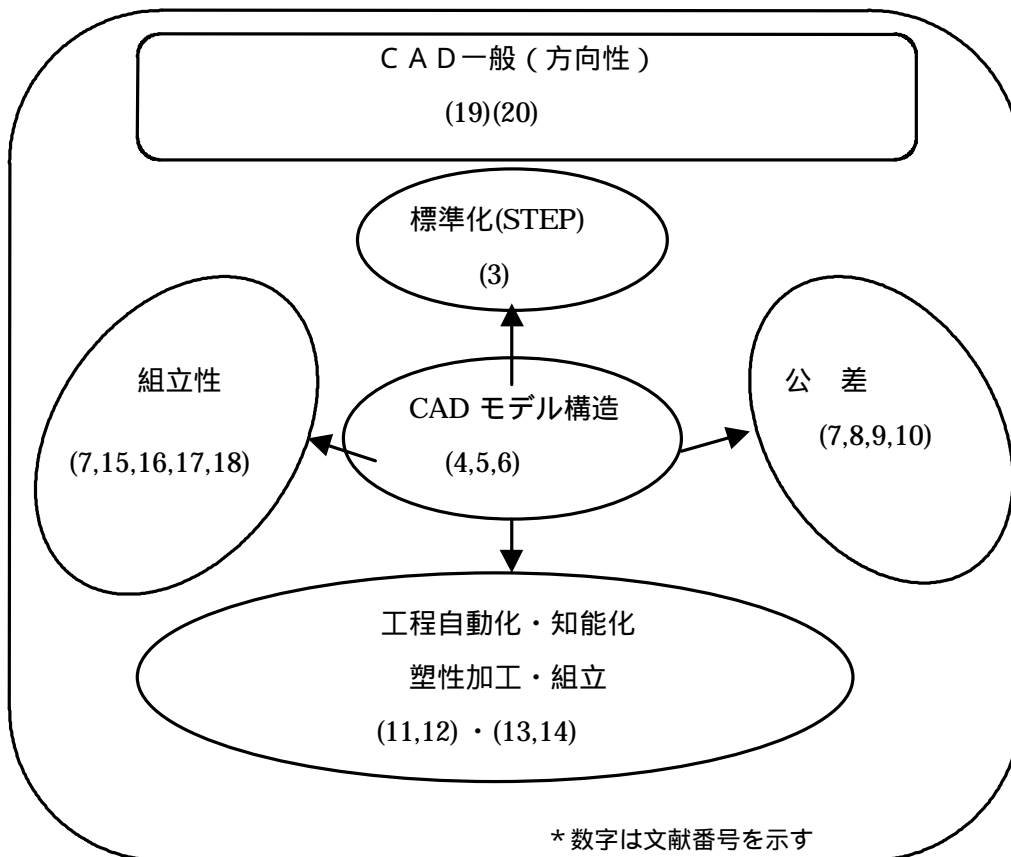 ＣＡＤ一般（方向性）
(19)(20)
標準化(STEP)
(3)
組立性
(7,15,16,17,18)
CAD モデル構造
(4,5,6)
公　差
(7,8,9,10)
工程自動化・知能化
塑性加工・組立
(11,12) ・(13,14)
＊数字は文献番号を示す